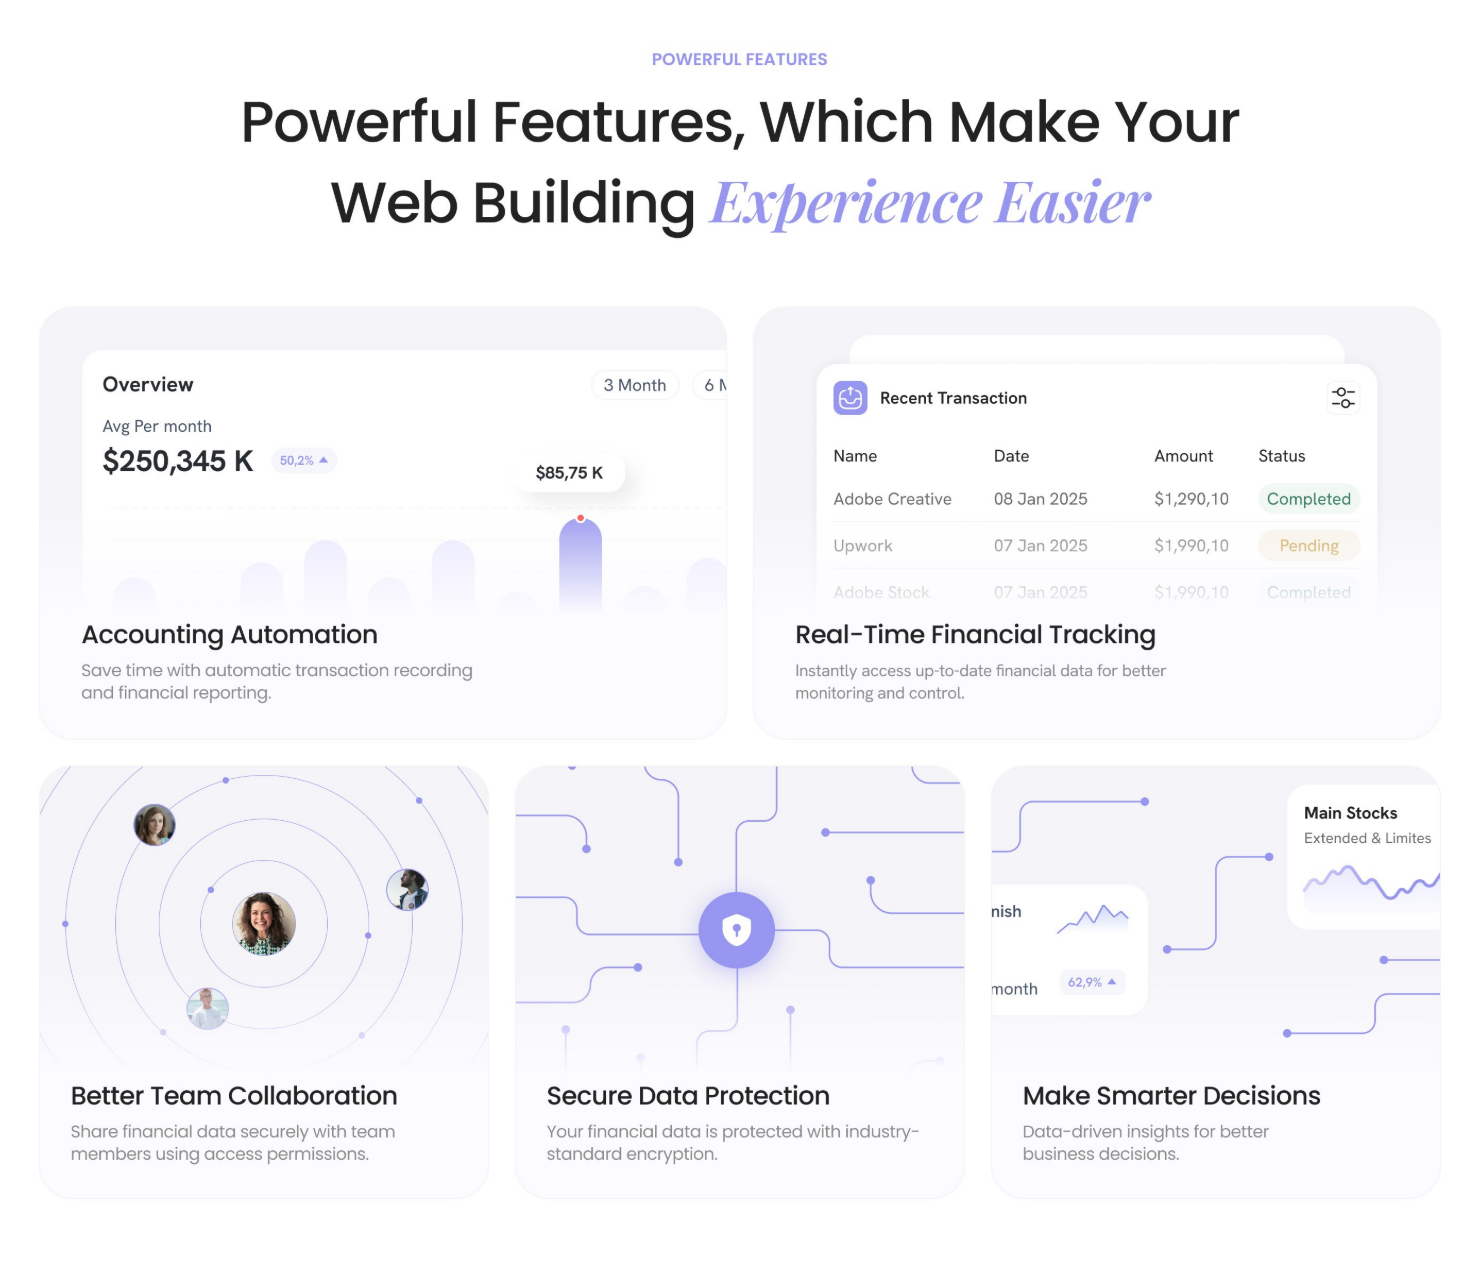 POWERFUL FEATURES
Powerful Features, Which Make Your
Web Building Experience Easier
Overview
3 Month
6 M
Avg Per month
$250,345 K
50,2%
$85,75 K
Accounting Automation
Save time with automatic transaction recording
and financial reporting.
Recent Transaction
Name Date Amount Status
Adobe Creative 08 Jan 2025 $1,290,10 Completed
Upwork 07 Jan 2025 $1,990,10 Pending
Adobe Stock 07 Jan 2025 $1,990,10 Completed
Real-Time Financial Tracking
Instantly access up-to-date financial data for better
monitoring and control.
Better Team Collaboration
Share financial data securely with team
members using access permissions.
Secure Data Protection
Your financial data is protected with industry-
standard encryption.
Main Stocks
Extended & Limites
nish
month
62,9%
Make Smarter Decisions
Data-driven insights for better
business decisions.